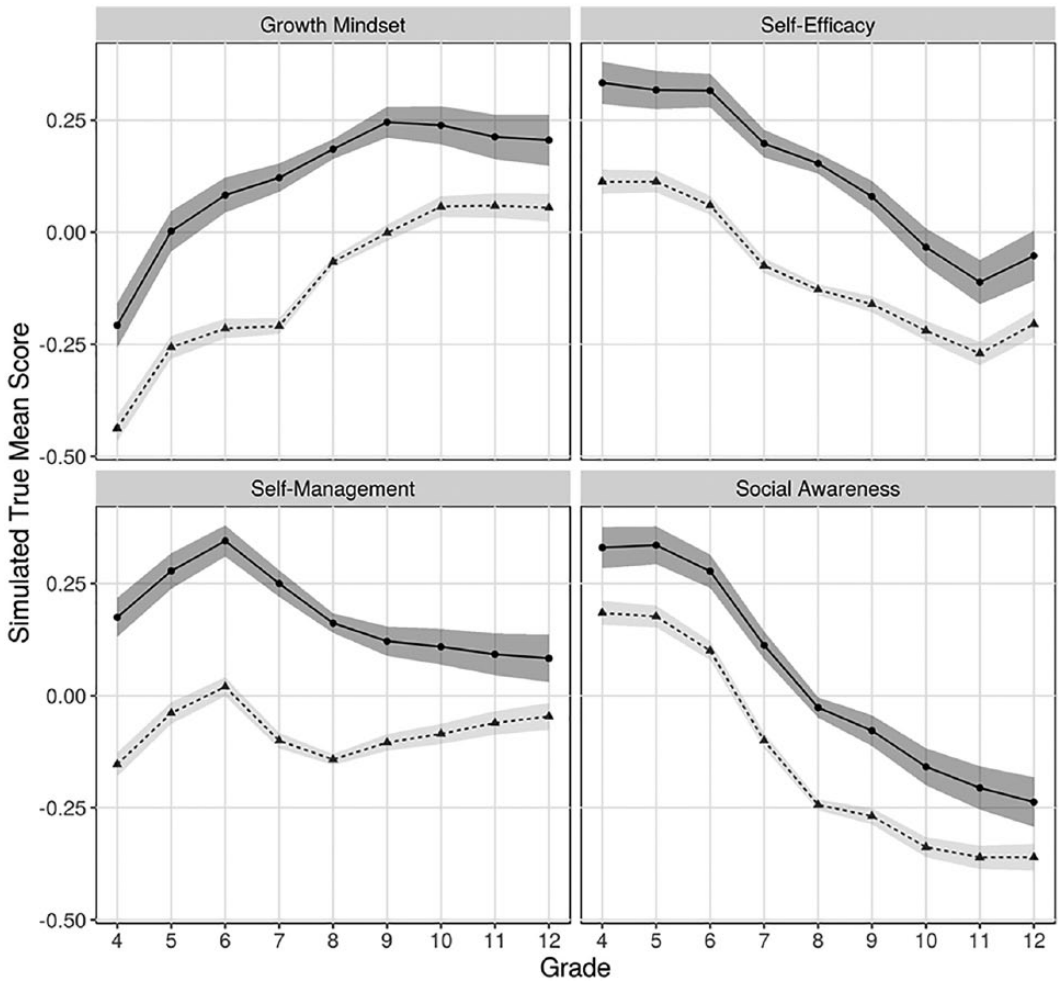 Growth Mindset
Self-Efficacy
0.25
0.00
-0.25
-0.50
Self-Management
Social Awareness
0.25
0.00
-0.25
-0.50
4 5 6 7 8 9 10 11 12
4 5 6 7 8 9 10 11 12
Grade
Simulated True Mean Score